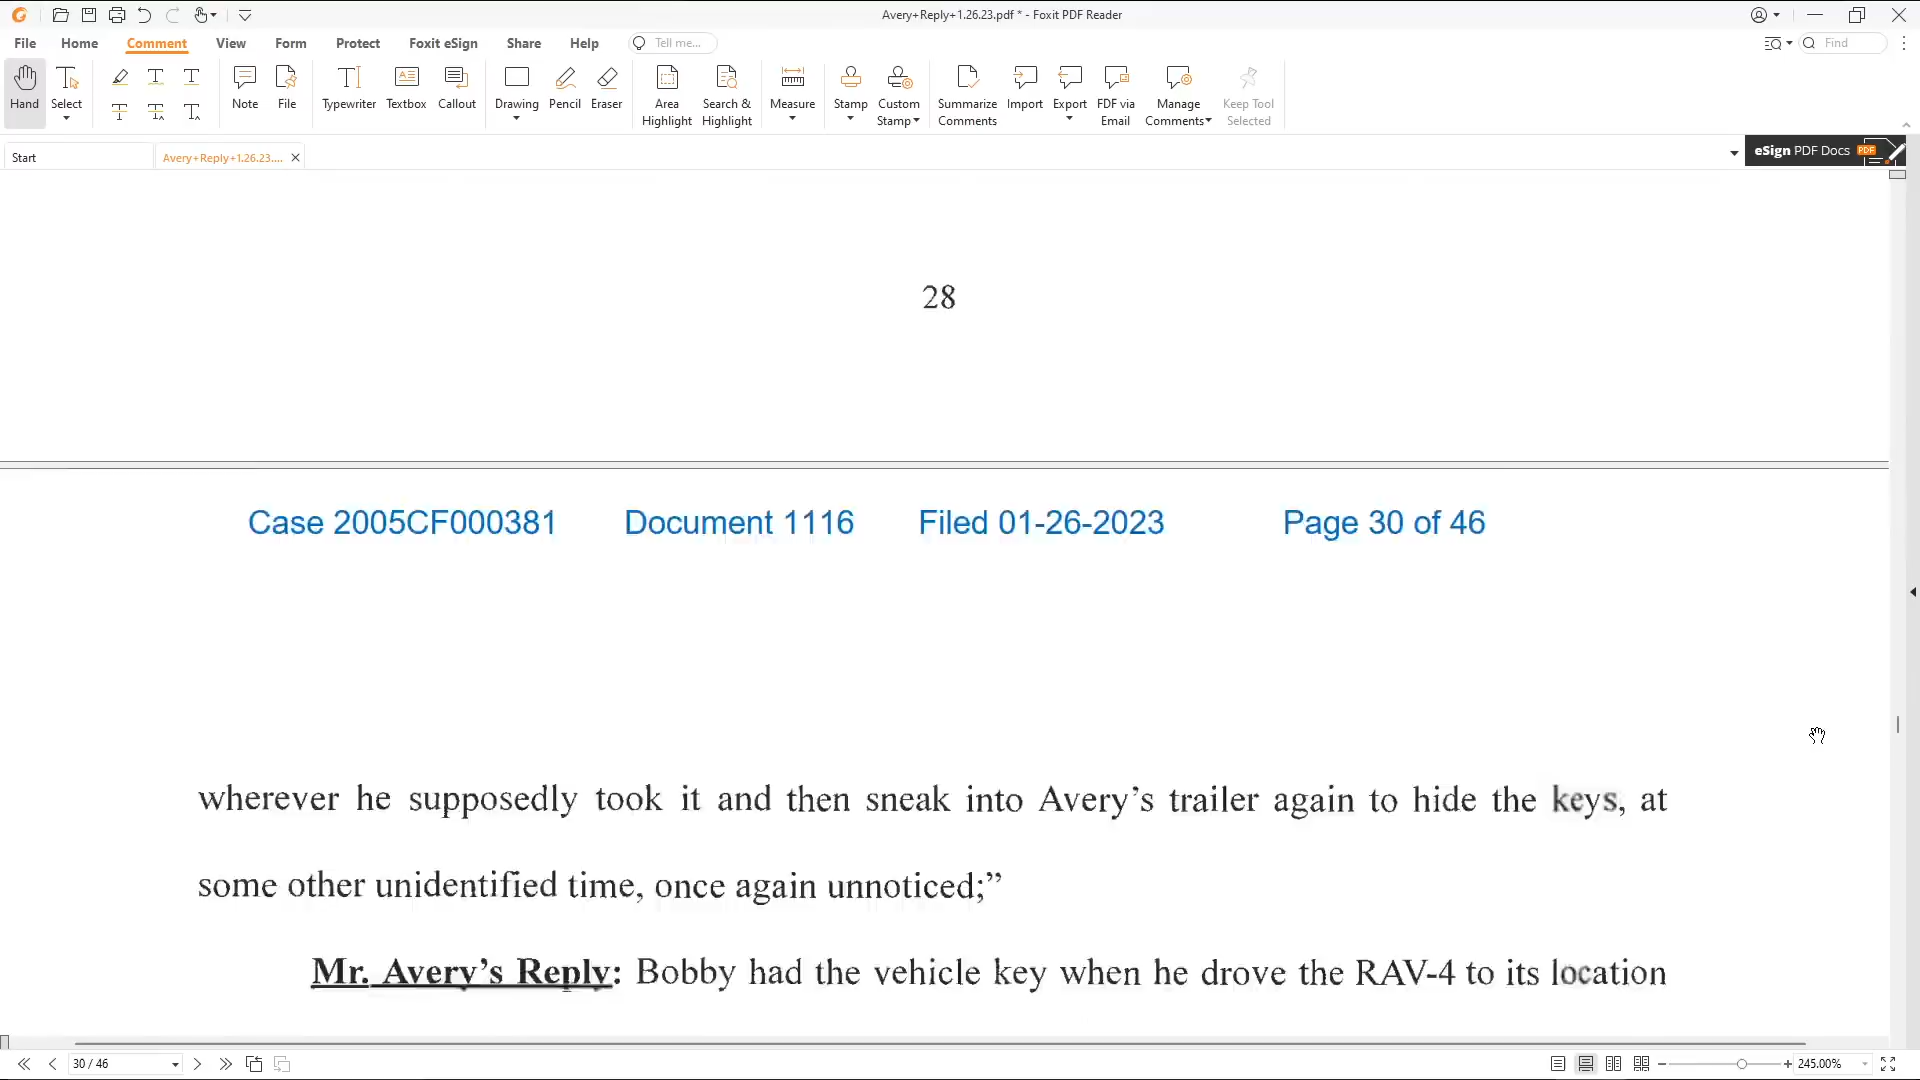 Avery+Reply+1.26.23.pdf * - Foxit PDF Reader
File Home Comment View Form Protect Foxit eSign Share Help Tell me... Find
Hand Select Note File Typewriter Textbox Callout Drawing Pencil Eraser Area Highlight Search & Highlight Measure Stamp Custom Stamp Summarize Comments Import Export FDF via Email Manage Comments Keep Tool Selected
Start Avery+Reply+1.26.23.... eSign PDF Docs PDF
28
Case 2005CF000381 Document 1116 Filed 01-26-2023 Page 30 of 46
wherever he supposedly took it and then sneak into Avery’s trailer again to hide the keys, at
some other unidentified time, once again unnoticed;”
Mr. Avery’s Reply: Bobby had the vehicle key when he drove the RAV-4 to its location
30 / 46 245.00%